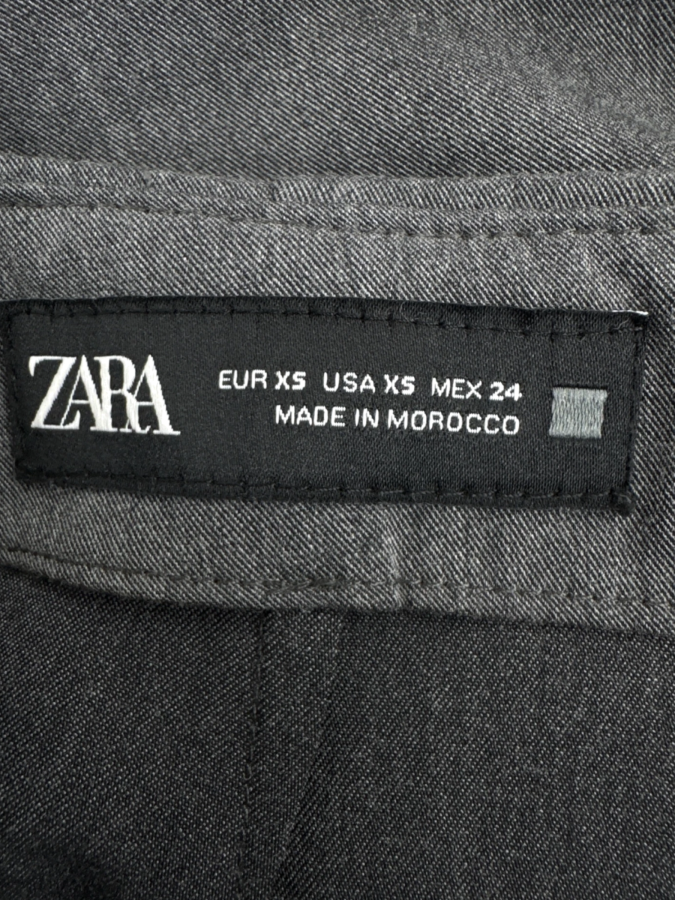 ZARA
EUR XS USA XS MEX 24
MADE IN MOROCCO